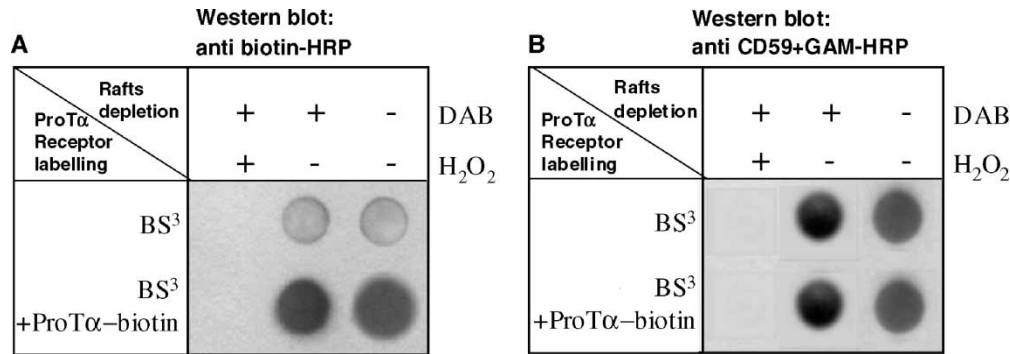 A
Western blot:
anti biotin-HRP
Rafts
depletion
ProTα
Receptor
labelling
+ + - DAB
+ - - H₂O₂
BS³
BS³
+ProTα–biotin
B
Western blot:
anti CD59+GAM-HRP
Rafts
depletion
ProTα
Receptor
labelling
+ + - DAB
+ - - H₂O₂
BS³
BS³
+ProTα–biotin